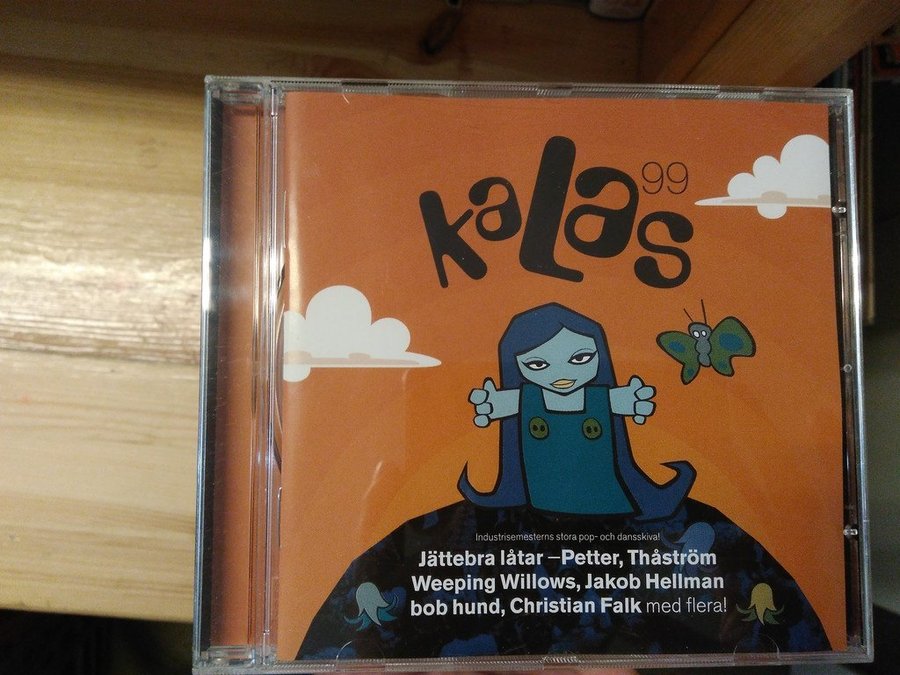 kalas 99
Industrisemesterns stora pop- och dansskiva!
Jättebra låtar –Petter, Thåström
Weeping Willows, Jakob Hellman
bob hund, Christian Falk med flera!